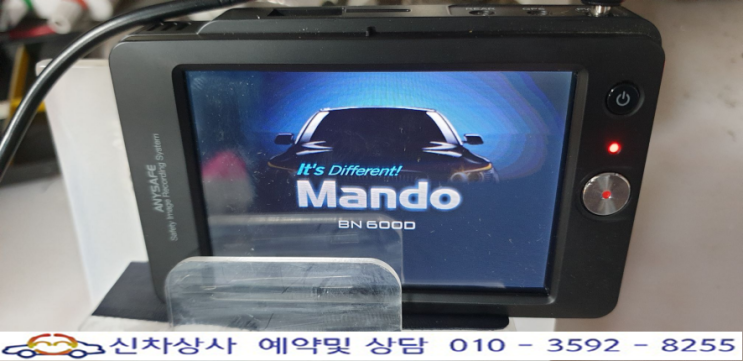 ANYSAFE
Safety Image Recording System
It's Different!
Mando
BN 6000
신차상사 예약및 상담 010 - 3592 - 8255